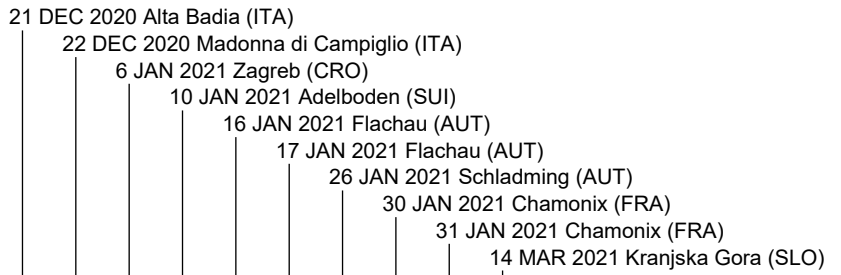 21 DEC 2020 Alta Badia (ITA)
22 DEC 2020 Madonna di Campiglio (ITA)
6 JAN 2021 Zagreb (CRO)
10 JAN 2021 Adelboden (SUI)
16 JAN 2021 Flachau (AUT)
17 JAN 2021 Flachau (AUT)
26 JAN 2021 Schladming (AUT)
30 JAN 2021 Chamonix (FRA)
31 JAN 2021 Chamonix (FRA)
14 MAR 2021 Kranjska Gora (SLO)